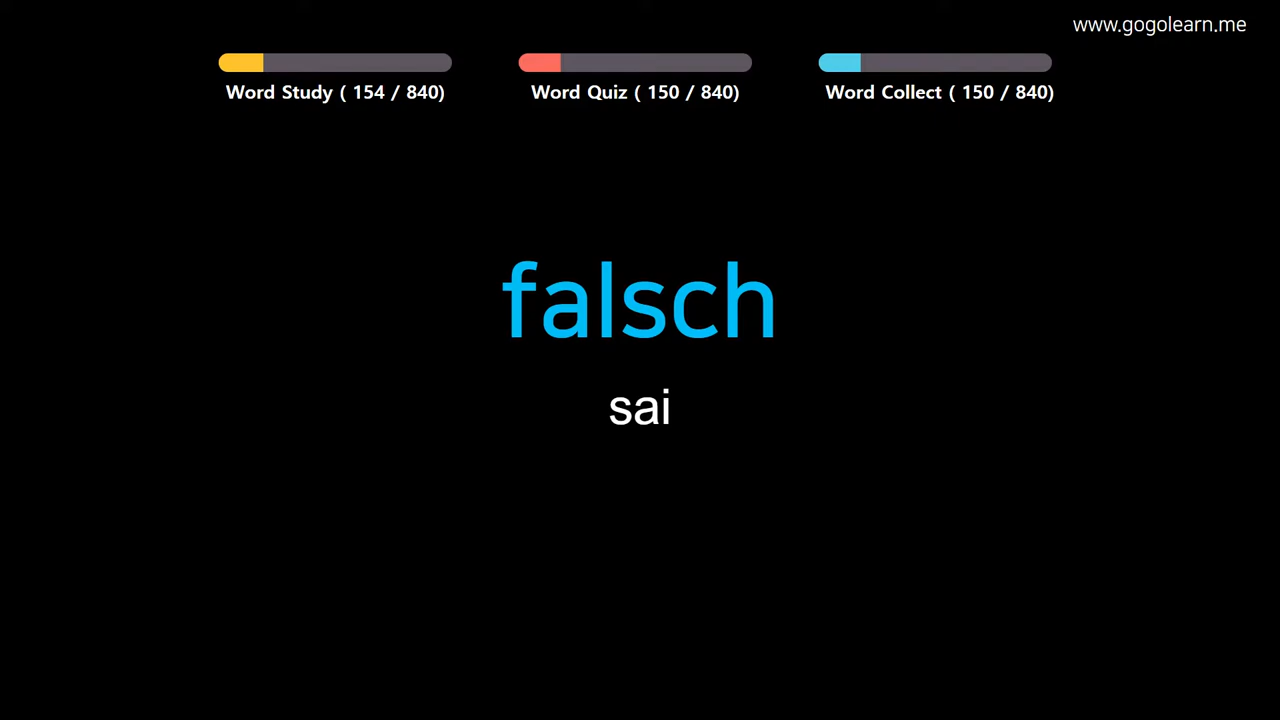 www.gogolearn.me
Word Study ( 154 / 840)
Word Quiz ( 150 / 840)
Word Collect ( 150 / 840)
falsch
sai